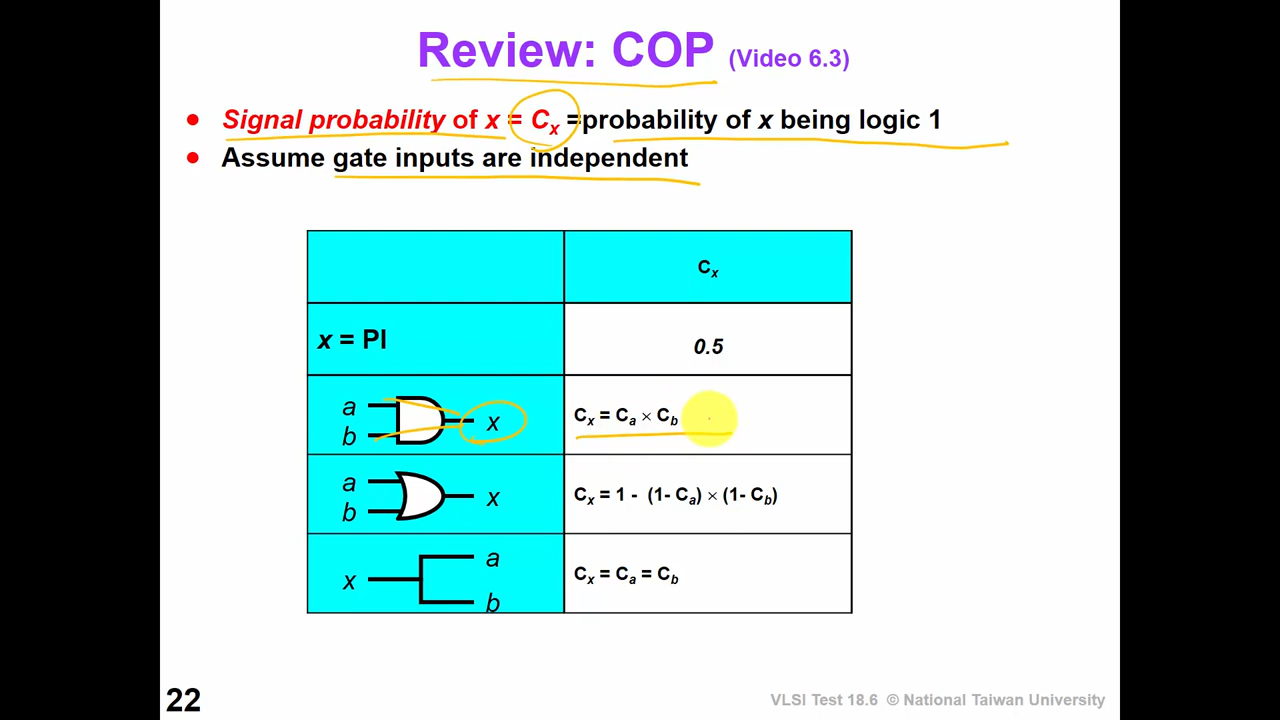 Review: COP (Video 6.3)
• Signal probability of x = Cx =probability of x being logic 1
• Assume gate inputs are independent
Cx
x = PI
0.5
a
b
x
Cx = Ca × Cb
a
b
x
Cx = 1 - (1- Ca) × (1- Cb)
x
a
b
Cx = Ca = Cb
22
VLSI Test 18.6 © National Taiwan University